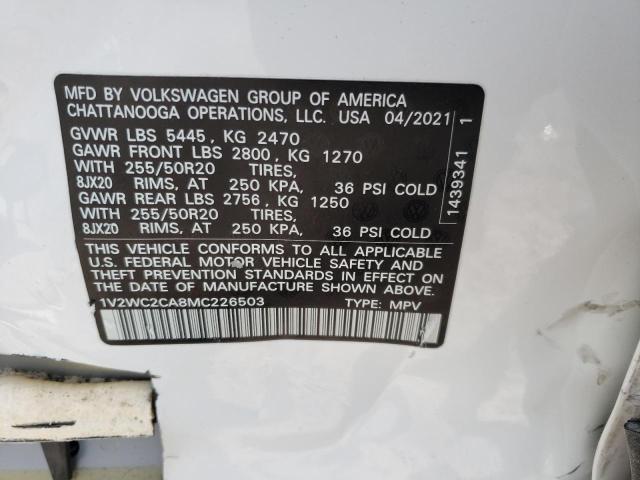 MFD BY VOLKSWAGEN GROUP OF AMERICA
CHATTANOOGA OPERATIONS, LLC. USA 04/2021
GVWR LBS 5445, KG 2470
GAWR FRONT LBS 2800, KG 1270
WITH 255/50R20 TIRES,
8JX20 RIMS, AT 250 KPA, 36 PSI COLD
GAWR REAR LBS 2756, KG 1250
WITH 255/50R20 TIRES,
8JX20 RIMS, AT 250 KPA, 36 PSI COLD
THIS VEHICLE CONFORMS TO ALL APPLICABLE
U.S. FEDERAL MOTOR VEHICLE SAFETY AND
THEFT PREVENTION STANDARDS IN EFFECT ON
THE DATE OF MANUFACTURE SHOWN ABOVE.
1V2WC2CA8MC226503 TYPE: MPV
1439341 1